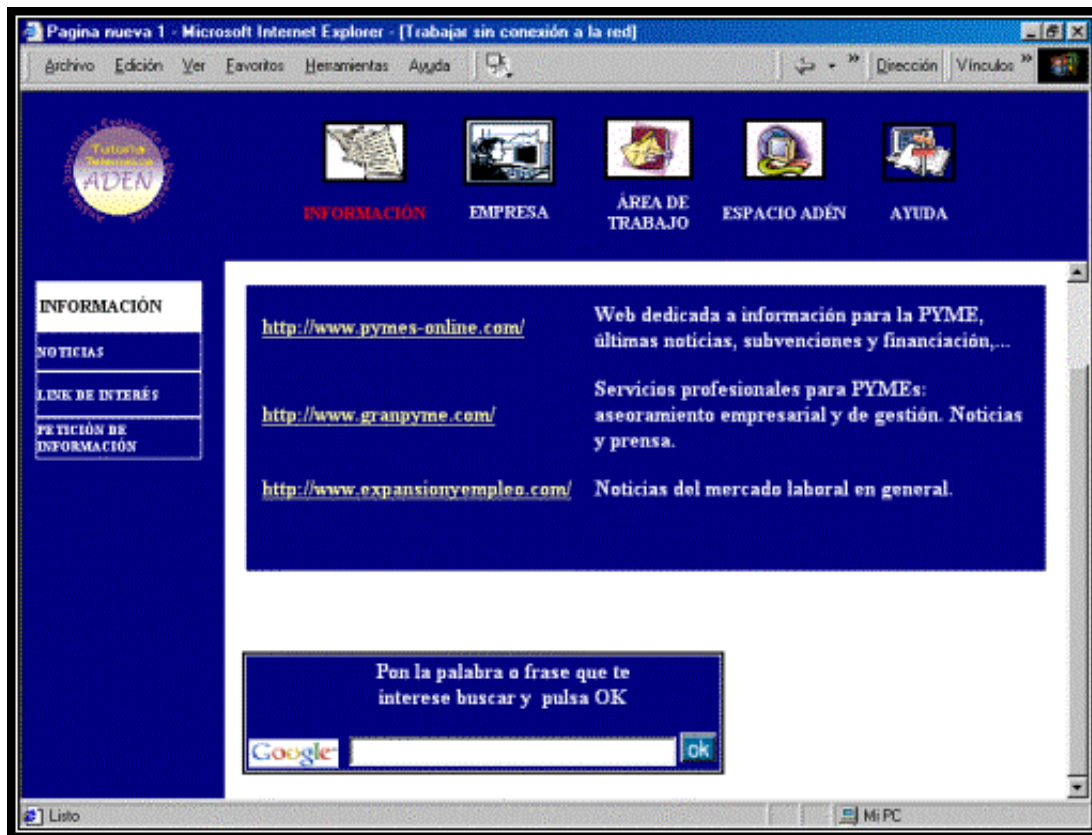 Pagina nueva 1 - Microsoft Internet Explorer - [Trabajar sin conexión a la red]
Archivo Edición Ver Favoritos Herramientas Ayuda
Dirección Vínculos
Tutoría
Telemática
ADEN
INFORMACIÓN
EMPRESA
ÁREA DE
TRABAJO
ESPACIO ADÉN
AYUDA
INFORMACIÓN
NOTICIAS
LINK DE INTERÉS
PETICIÓN DE
INFORMACIÓN
http://www.pymes-online.com/
Web dedicada a información para la PYME,
últimas noticias, subvenciones y financiación,...
http://www.granpyme.com/
Servicios profesionales para PYMEs:
aseoramiento empresarial y de gestión. Noticias
y prensa.
http://www.expansionyempleo.com/
Noticias del mercado laboral en general.
Pon la palabra o frase que te
interese buscar y pulsa OK
Google
ok
Listo
Mi PC